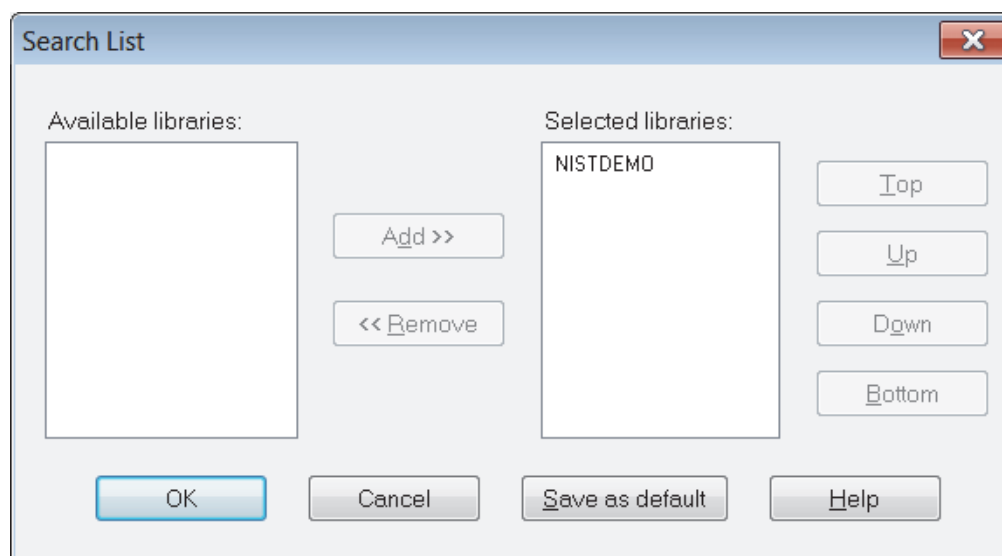 Search List
Available libraries:
Selected libraries:
NISTDEMO
Top
Add >>
Up
<< Remove
Down
Bottom
OK
Cancel
Save as default
Help